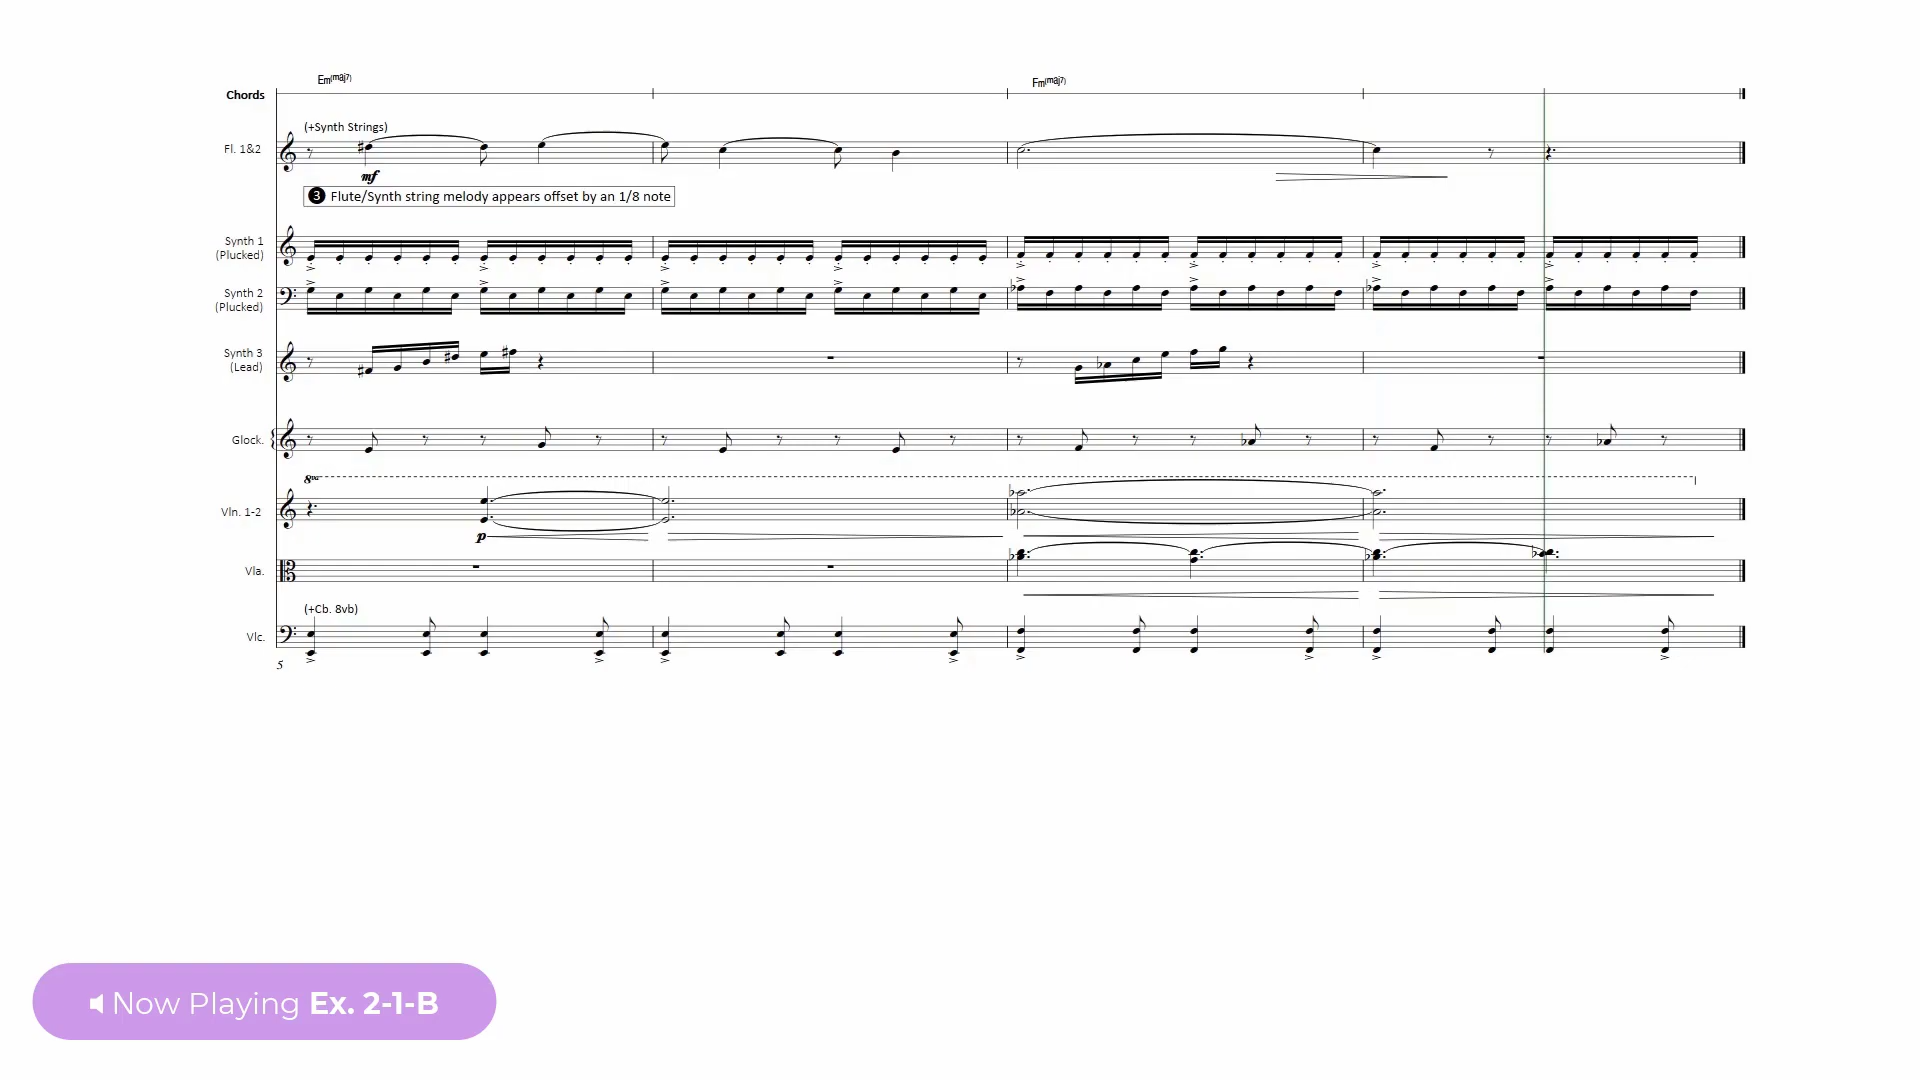 Em(maj7)
Fm(maj7)
Chords
(+Synth Strings)
Fl. 1&2
mf
3 Flute/Synth string melody appears offset by an 1/8 note
Synth 1
(Plucked)
Synth 2
(Plucked)
Synth 3
(Lead)
Glock.
8va
Vln. 1-2
p
Vla.
(+Cb. 8vb)
Vlc.
5
Now Playing Ex. 2-1-B